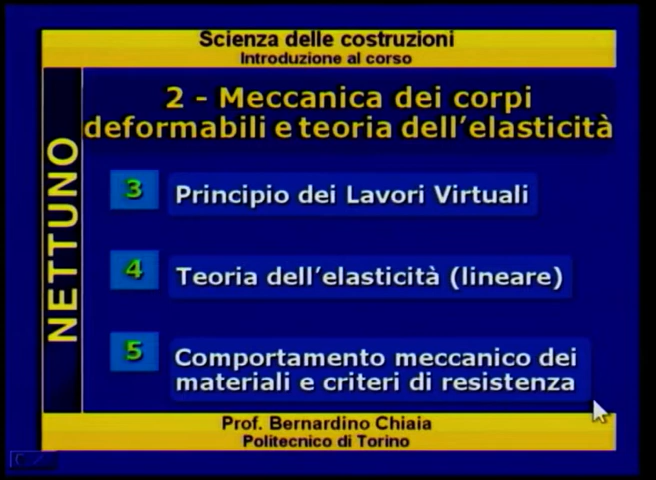 Scienza delle costruzioni
Introduzione al corso
NETTUNO
2 - Meccanica dei corpi
deformabili e teoria dell'elasticità
3 Principio dei Lavori Virtuali
4 Teoria dell'elasticità (lineare)
5 Comportamento meccanico dei
materiali e criteri di resistenza
Prof. Bernardino Chiaia
Politecnico di Torino